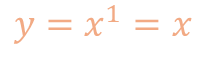 y = x¹ = x